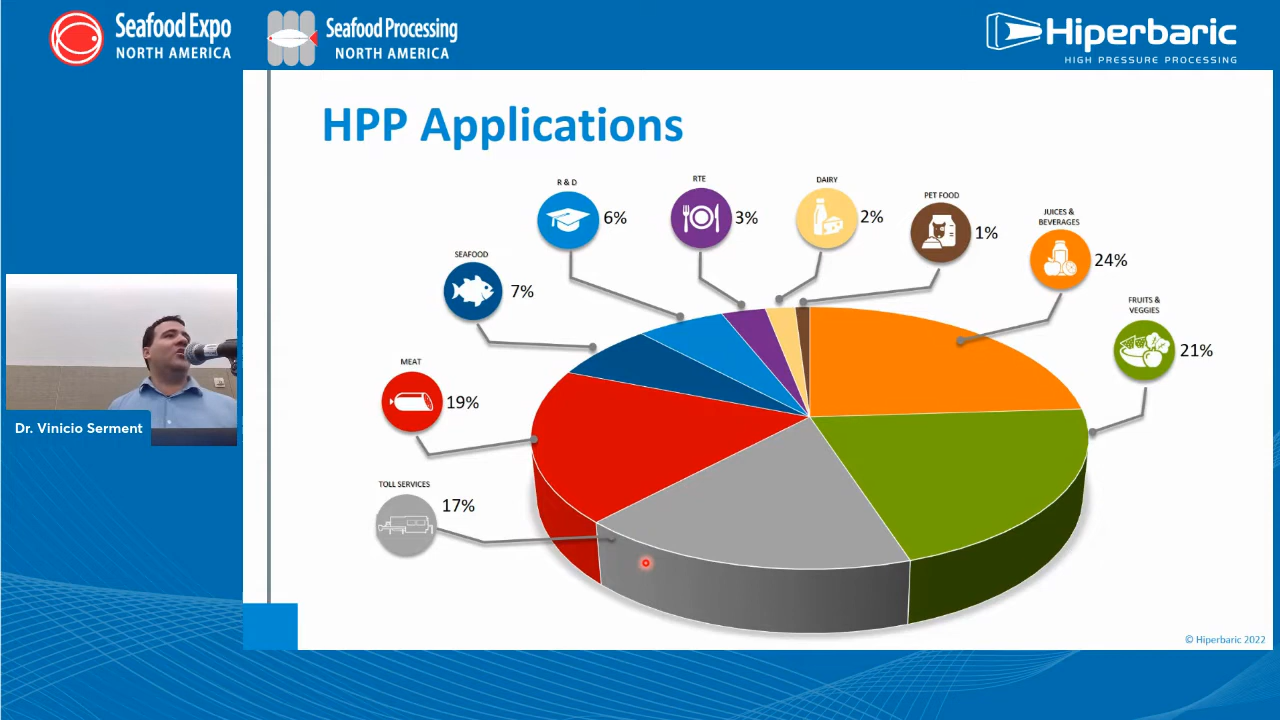 Seafood Expo
NORTH AMERICA
Seafood Processing
NORTH AMERICA
Hiperbaric
HIGH PRESSURE PROCESSING
HPP Applications
R & D
6%
RTE
3%
DAIRY
2%
PET FOOD
1%
JUICES &
BEVERAGES
24%
FRUITS &
VEGGIES
21%
SEAFOOD
7%
MEAT
19%
TOLL SERVICES
17%
Dr. Vinicio Serment
© Hiperbaric 2022